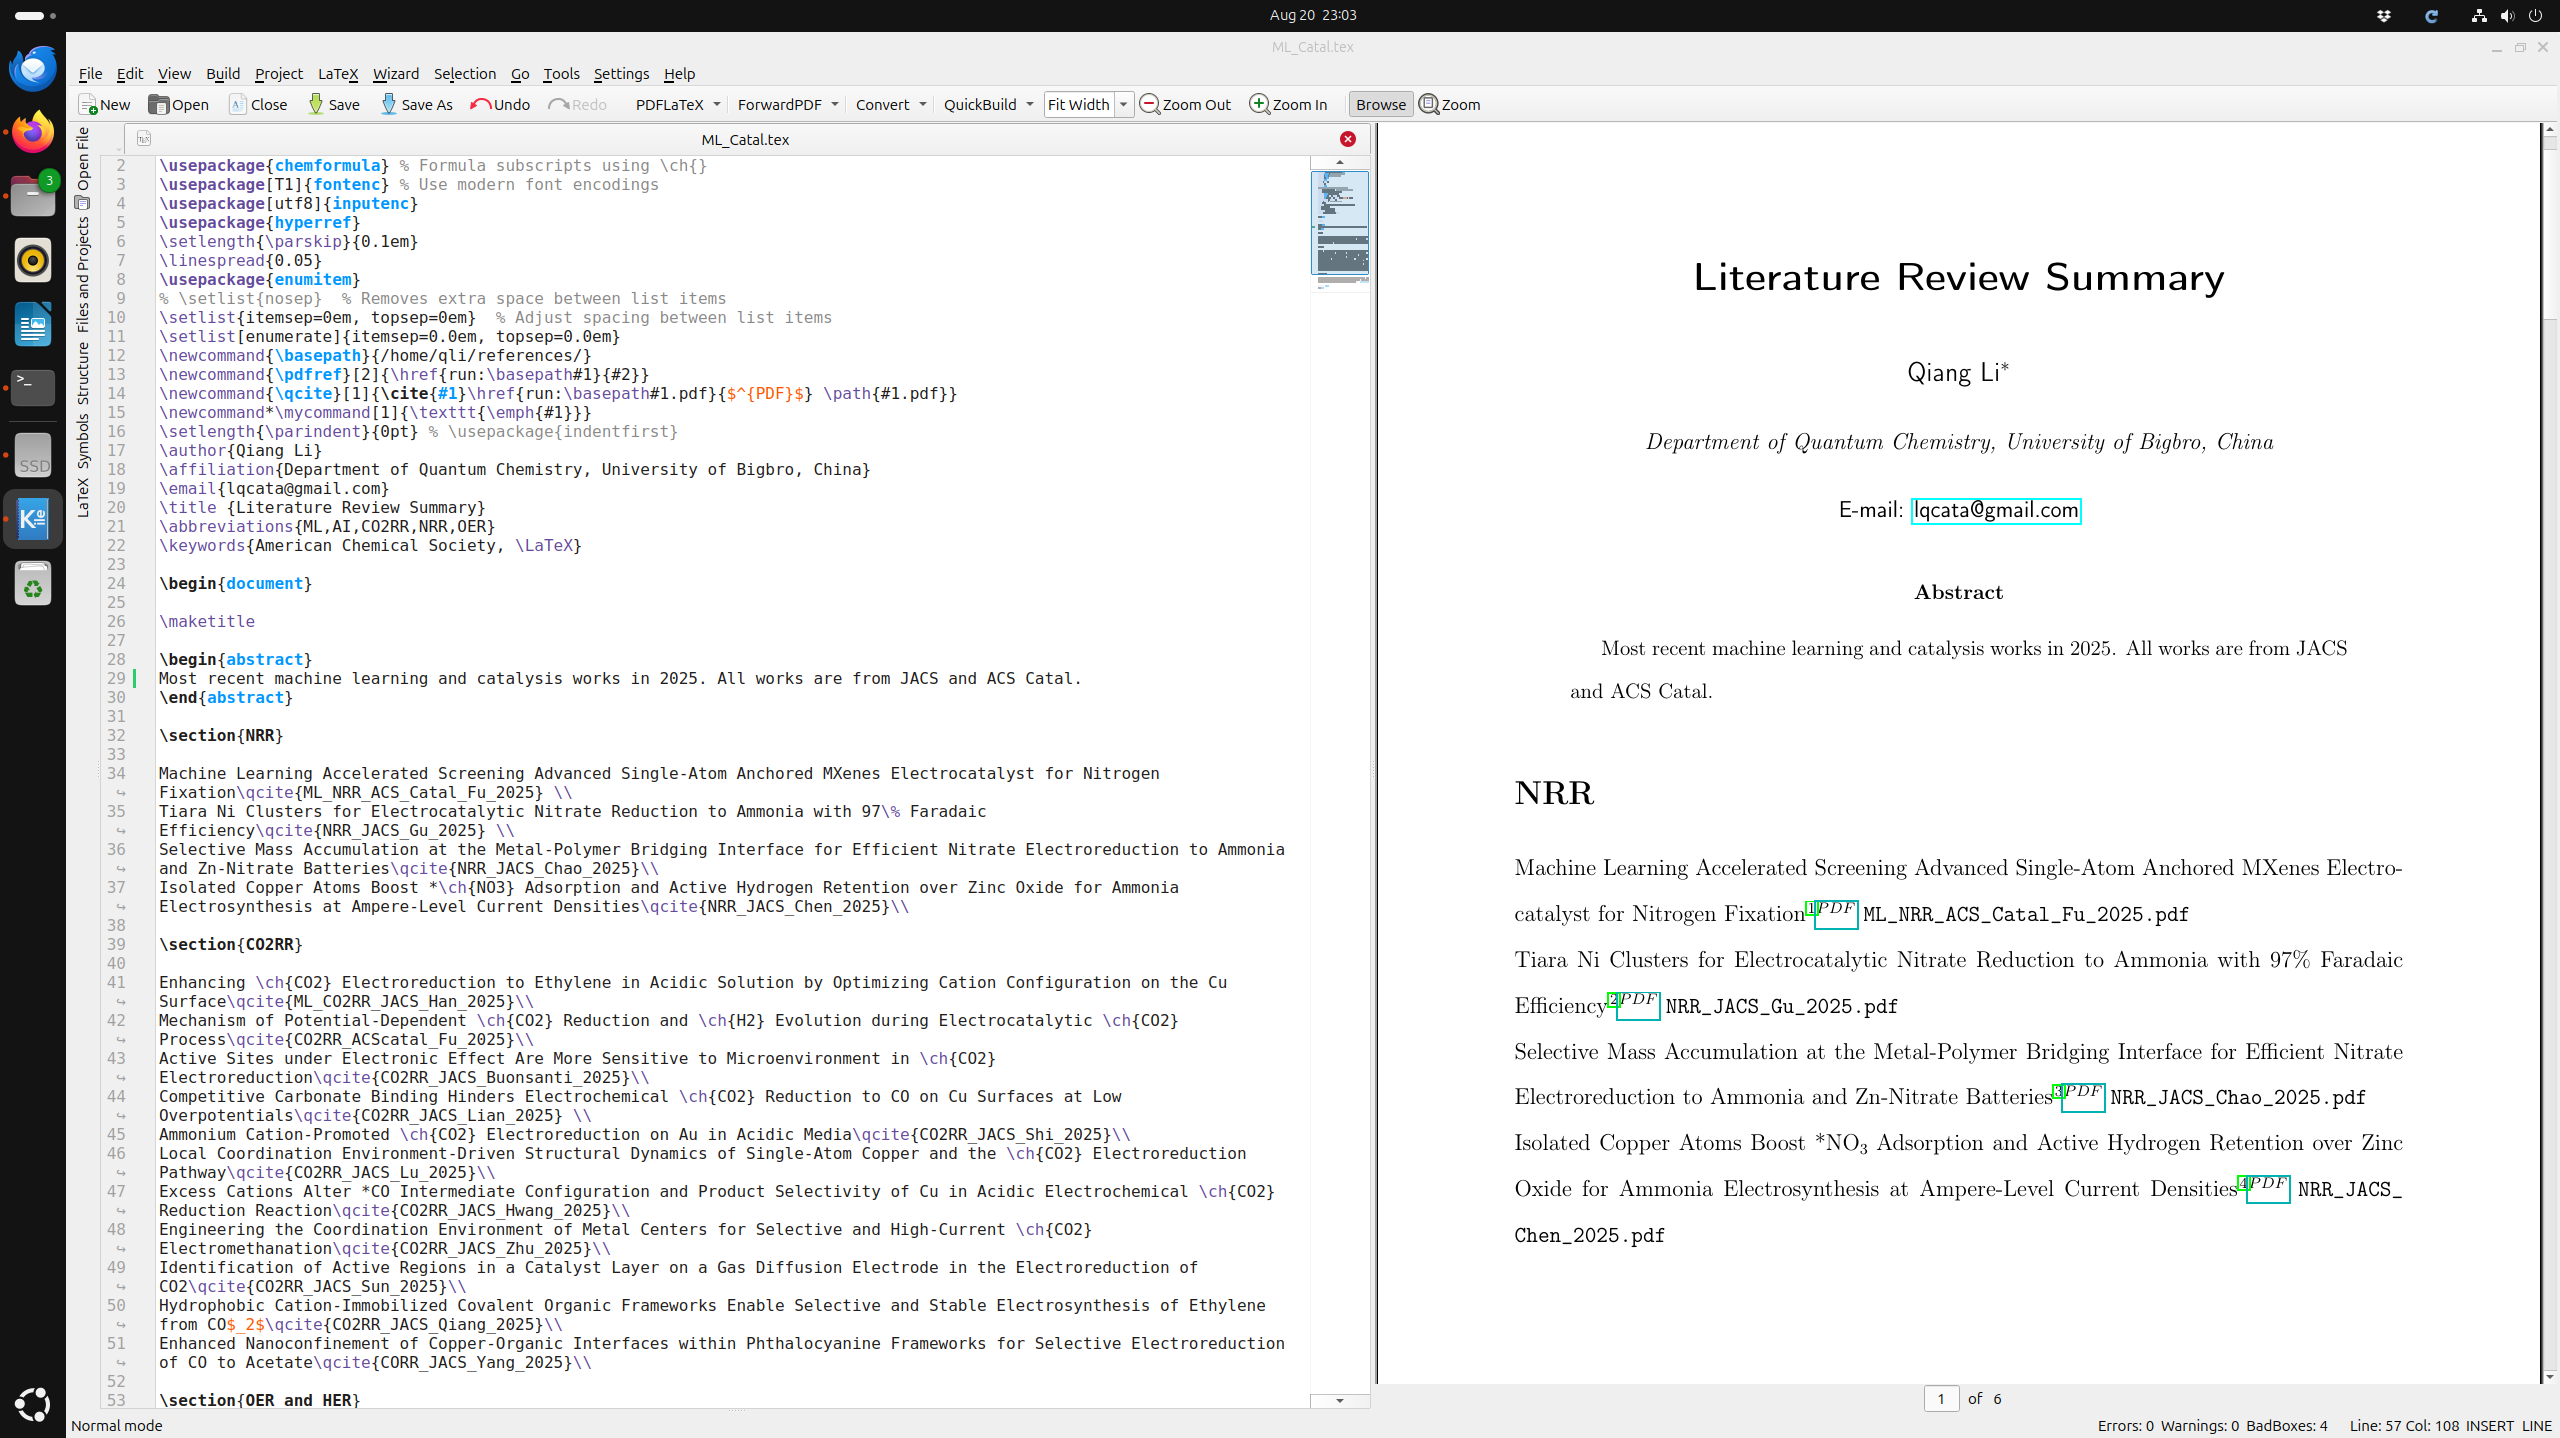 Aug 20 23:03
ML_Catal.tex
File Edit View Build Project LaTeX Wizard Selection Go Tools Settings Help
New Open Close Save Save As Undo Redo PDFLaTeX ForwardPDF Convert QuickBuild Fit Width Zoom Out Zoom In Browse Zoom
3
SSD
Open File
Files and Projects
Structure
Symbols
LaTeX
ML_Catal.tex
2 \usepackage{chemformula} % Formula subscripts using \ch{}
3 \usepackage[T1]{fontenc} % Use modern font encodings
4 \usepackage[utf8]{inputenc}
5 \usepackage{hyperref}
6 \setlength{\parskip}{0.1em}
7 \linespread{0.05}
8 \usepackage{enumitem}
9 % \setlist{nosep}  % Removes extra space between list items
10 \setlist{itemsep=0em, topsep=0em}  % Adjust spacing between list items
11 \setlist[enumerate]{itemsep=0.0em, topsep=0.0em}
12 \newcommand{\basepath}{/home/qli/references/}
13 \newcommand{\pdfref}[2]{\href{run:\basepath#1}{#2}}
14 \newcommand{\qcite}[1]{\cite{#1}\href{run:\basepath#1.pdf}{$^{PDF}$} \path{#1.pdf}}
15 \newcommand*\mycommand[1]{\texttt{\emph{#1}}}
16 \setlength{\parindent}{0pt} % \usepackage{indentfirst}
17 \author{Qiang Li}
18 \affiliation{Department of Quantum Chemistry, University of Bigbro, China}
19 \email{lqcata@gmail.com}
20 \title {Literature Review Summary}
21 \abbreviations{ML,AI,CO2RR,NRR,OER}
22 \keywords{American Chemical Society, \LaTeX}
23
24 \begin{document}
25
26 \maketitle
27
28 \begin{abstract}
29 Most recent machine learning and catalysis works in 2025. All works are from JACS and ACS Catal.
30 \end{abstract}
31
32 \section{NRR}
33
34 Machine Learning Accelerated Screening Advanced Single-Atom Anchored MXenes Electrocatalyst for Nitrogen
Fixation\qcite{ML_NRR_ACS_Catal_Fu_2025} \\
35 Tiara Ni Clusters for Electrocatalytic Nitrate Reduction to Ammonia with 97\% Faradaic
Efficiency\qcite{NRR_JACS_Gu_2025} \\
36 Selective Mass Accumulation at the Metal-Polymer Bridging Interface for Efficient Nitrate Electroreduction to Ammonia
and Zn-Nitrate Batteries\qcite{NRR_JACS_Chao_2025}\\
37 Isolated Copper Atoms Boost *\ch{NO3} Adsorption and Active Hydrogen Retention over Zinc Oxide for Ammonia
Electrosynthesis at Ampere-Level Current Densities\qcite{NRR_JACS_Chen_2025}\\
38
39 \section{CO2RR}
40
41 Enhancing \ch{CO2} Electroreduction to Ethylene in Acidic Solution by Optimizing Cation Configuration on the Cu
Surface\qcite{ML_CO2RR_JACS_Han_2025}\\
42 Mechanism of Potential-Dependent \ch{CO2} Reduction and \ch{H2} Evolution during Electrocatalytic \ch{CO2}
Process\qcite{CO2RR_ACScatal_Fu_2025}\\
43 Active Sites under Electronic Effect Are More Sensitive to Microenvironment in \ch{CO2}
Electroreduction\qcite{CO2RR_JACS_Buonsanti_2025}\\
44 Competitive Carbonate Binding Hinders Electrochemical \ch{CO2} Reduction to CO on Cu Surfaces at Low
Overpotentials\qcite{CO2RR_JACS_Lian_2025} \\
45 Ammonium Cation-Promoted \ch{CO2} Electroreduction on Au in Acidic Media\qcite{CO2RR_JACS_Shi_2025}\\
46 Local Coordination Environment-Driven Structural Dynamics of Single-Atom Copper and the \ch{CO2} Electroreduction
Pathway\qcite{CO2RR_JACS_Lu_2025}\\
47 Excess Cations Alter *CO Intermediate Configuration and Product Selectivity of Cu in Acidic Electrochemical \ch{CO2}
Reduction Reaction\qcite{CO2RR_JACS_Hwang_2025}\\
48 Engineering the Coordination Environment of Metal Centers for Selective and High-Current \ch{CO2}
Electromethanation\qcite{CO2RR_JACS_Zhu_2025}\\
49 Identification of Active Regions in a Catalyst Layer on a Gas Diffusion Electrode in the Electroreduction of
CO2\qcite{CO2RR_JACS_Sun_2025}\\
50 Hydrophobic Cation-Immobilized Covalent Organic Frameworks Enable Selective and Stable Electrosynthesis of Ethylene
from CO$_2$\qcite{CO2RR_JACS_Qiang_2025}\\
51 Enhanced Nanoconfinement of Copper-Organic Interfaces within Phthalocyanine Frameworks for Selective Electroreduction
of CO to Acetate\qcite{CORR_JACS_Yang_2025}\\
52
53 \section{OER and HER}
Literature Review Summary
Qiang Li*
Department of Quantum Chemistry, University of Bigbro, China
E-mail: lqcata@gmail.com
Abstract
Most recent machine learning and catalysis works in 2025. All works are from JACS
and ACS Catal.
NRR
Machine Learning Accelerated Screening Advanced Single-Atom Anchored MXenes Electro-
catalyst for Nitrogen Fixation1PDF ML_NRR_ACS_Catal_Fu_2025.pdf
Tiara Ni Clusters for Electrocatalytic Nitrate Reduction to Ammonia with 97% Faradaic
Efficiency2PDF NRR_JACS_Gu_2025.pdf
Selective Mass Accumulation at the Metal-Polymer Bridging Interface for Efficient Nitrate
Electroreduction to Ammonia and Zn-Nitrate Batteries3PDF NRR_JACS_Chao_2025.pdf
Isolated Copper Atoms Boost *NO3 Adsorption and Active Hydrogen Retention over Zinc
Oxide for Ammonia Electrosynthesis at Ampere-Level Current Densities4PDF NRR_JACS_
Chen_2025.pdf
1 of 6
Normal mode
Errors: 0 Warnings: 0 BadBoxes: 4 Line: 57 Col: 108 INSERT LINE